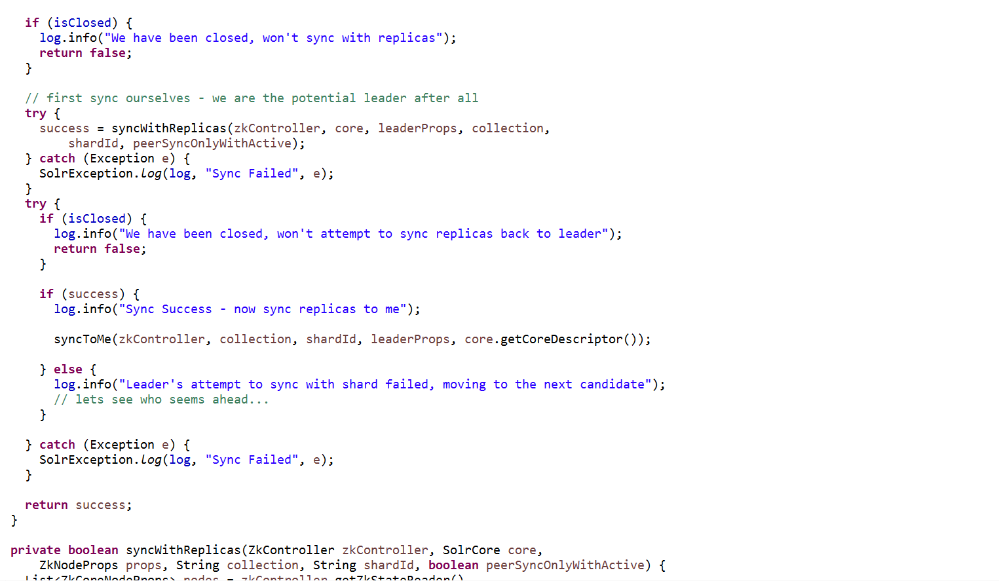 if (isClosed) {
log.info("We have been closed, won't sync with replicas");
return false;
}
// first sync ourselves - we are the potential leader after all
try {
success = syncWithReplicas(zkController, core, leaderProps, collection,
shardId, peerSyncOnlyWithActive);
} catch (Exception e) {
SolrException.log(log, "Sync Failed", e);
}
try {
if (isClosed) {
log.info("We have been closed, won't attempt to sync replicas back to leader");
return false;
}
if (success) {
log.info("Sync Success - now sync replicas to me");
syncToMe(zkController, collection, shardId, leaderProps, core.getCoreDescriptor());
} else {
log.info("Leader's attempt to sync with shard failed, moving to the next candidate");
// lets see who seems ahead...
}
} catch (Exception e) {
SolrException.log(log, "Sync Failed", e);
}
return success;
}
private boolean syncWithReplicas(ZkController zkController, SolrCore core,
ZkNodeProps props, String collection, String shardId, boolean peerSyncOnlyWithActive) {
List<ZkCoreNodeProps> nodes = zkController.getZkStateReader()